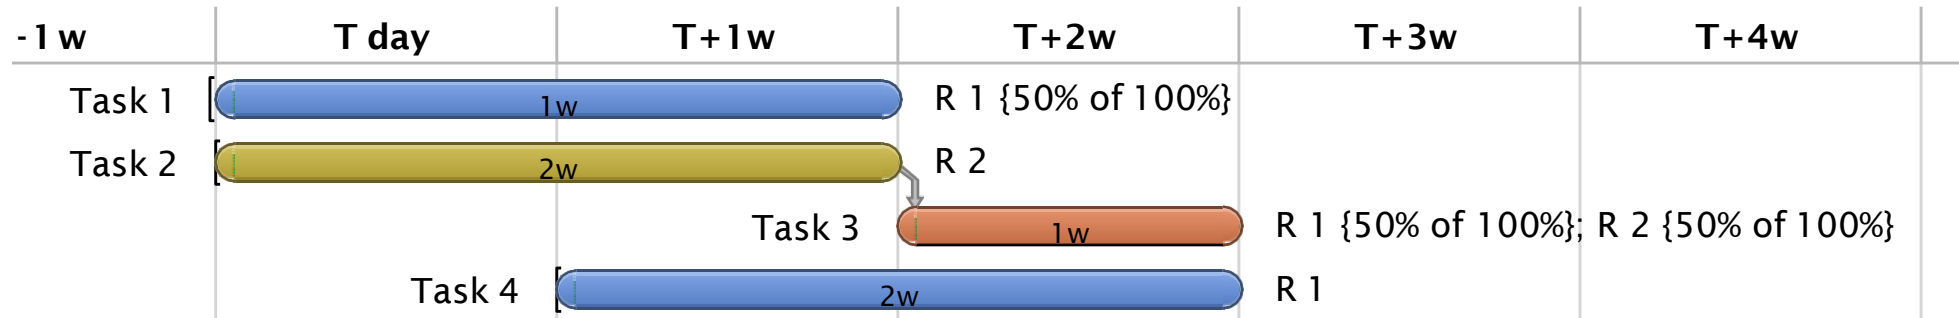 -1w T day T+1w T+2w T+3w T+4w
Task 1 1w R 1 {50% of 100%}
Task 2 2w R 2
Task 3 1w R 1 {50% of 100%}; R 2 {50% of 100%}
Task 4 2w R 1